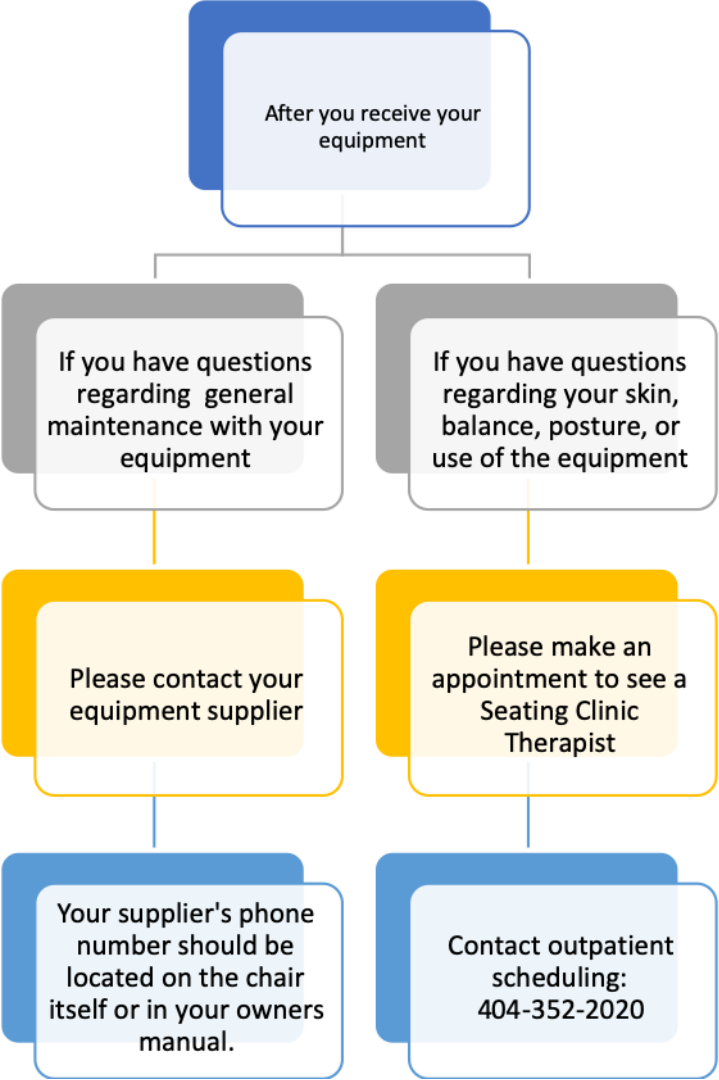 After you receive your
equipment
If you have questions
regarding  general
maintenance with your
equipment
If you have questions
regarding your skin,
balance, posture, or
use of the equipment
Please contact your
equipment supplier
Please make an
appointment to see a
Seating Clinic
Therapist
Your supplier's phone
number should be
located on the chair
itself or in your owners
manual.
Contact outpatient
scheduling:
404-352-2020